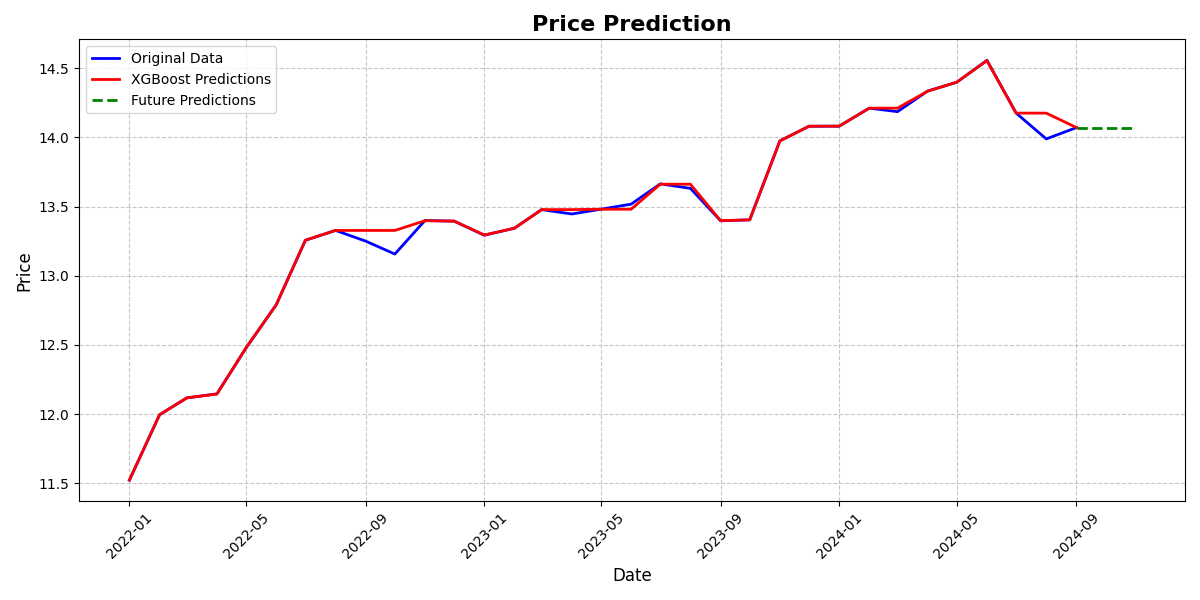 Price Prediction
Original Data
XGBoost Predictions
Future Predictions
Price
14.5
14.0
13.5
13.0
12.5
12.0
11.5
2022-01
2022-05
2022-09
2023-01
2023-05
2023-09
2024-01
2024-05
2024-09
Date